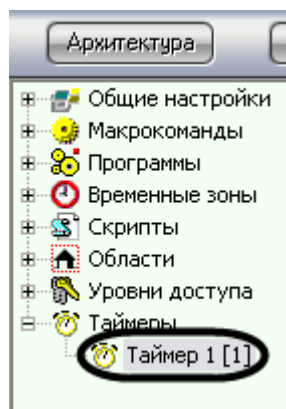 Архитектура
Общие настройки
Макрокоманды
Программы
Временные зоны
Скрипты
Области
Уровни доступа
Таймеры
Таймер 1 [1]